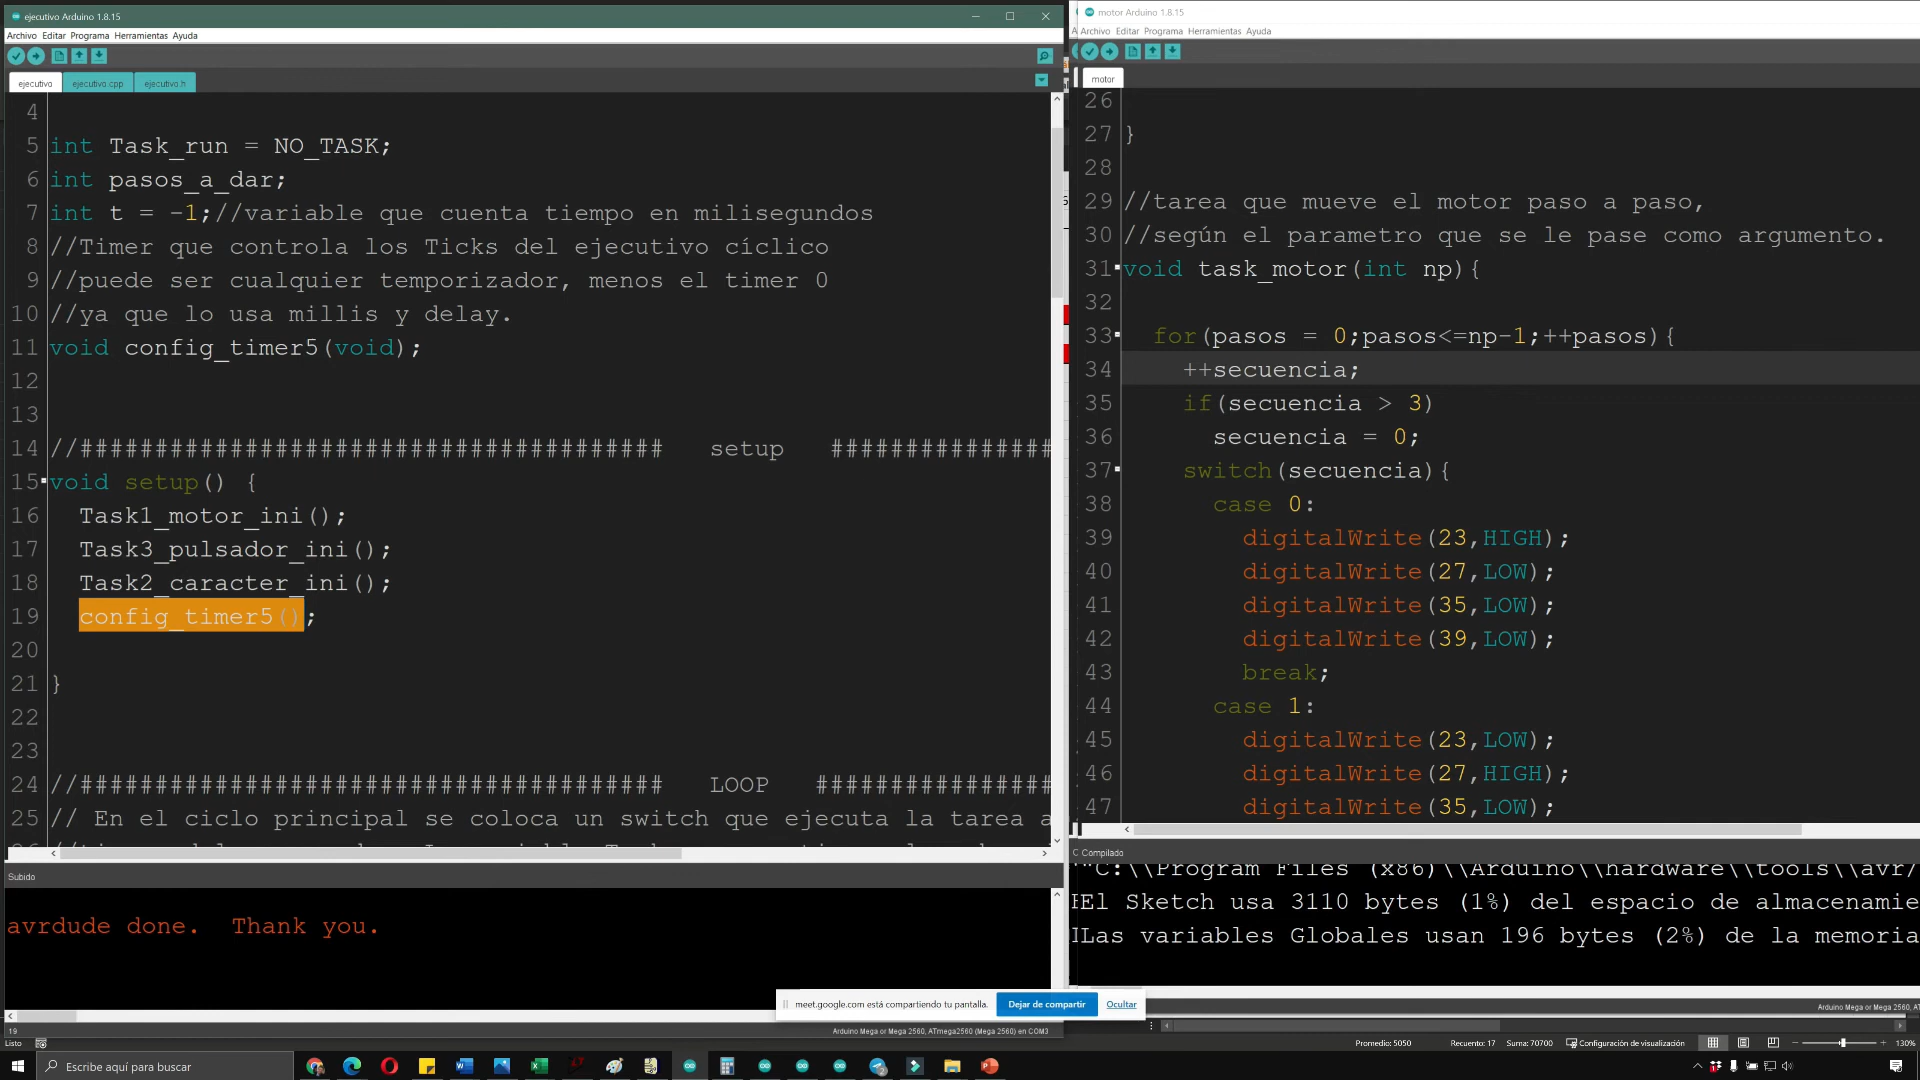 ejecutivo Arduino 1.8.15
Archivo Editar Programa Herramientas Ayuda
ejecutivo
ejecutivo.cpp
ejecutivo.h
4
5 int Task_run = NO_TASK;
6 int pasos_a_dar;
7 int t = -1;//variable que cuenta tiempo en milisegundos
8 //Timer que controla los Ticks del ejecutivo cíclico
9 //puede ser cualquier temporizador, menos el timer 0
10 //ya que lo usa millis y delay.
11 void config_timer5(void);
12
13
14 //####################################### setup ###############
15 void setup() {
16 Task1_motor_ini();
17 Task3_pulsador_ini();
18 Task2_caracter_ini();
19 config_timer5();
20
21 }
22
23
24 //####################################### LOOP ################
25 // En el ciclo principal se coloca un switch que ejecuta la tarea a
Subido
avrdude done. Thank you.
19
Arduino Mega or Mega 2560, ATmega2560 (Mega 2560) en COM3
motor Arduino 1.8.15
Archivo Editar Programa Herramientas Ayuda
motor
26
27 }
28
29 //tarea que mueve el motor paso a paso,
30 //según el parametro que se le pase como argumento.
31 void task_motor(int np){
32
33 for(pasos = 0;pasos<=np-1;++pasos){
34 ++secuencia;
35 if(secuencia > 3)
36 secuencia = 0;
37 switch(secuencia){
38 case 0:
39 digitalWrite(23,HIGH);
40 digitalWrite(27,LOW);
41 digitalWrite(35,LOW);
42 digitalWrite(39,LOW);
43 break;
44 case 1:
45 digitalWrite(23,LOW);
46 digitalWrite(27,HIGH);
47 digitalWrite(35,LOW);
Compilado
"C:\\Program Files (x86)\\Arduino\\hardware\\tools\\avr/
El Sketch usa 3110 bytes (1%) del espacio de almacenamie
Las variables Globales usan 196 bytes (2%) de la memoria
Arduino Mega or Mega 2560, AT
meet.google.com está compartiendo tu pantalla.
Dejar de compartir
Ocultar
Listo
Promedio: 5050
Recuento: 17
Suma: 70700
Configuración de visualización
130%
Escribe aquí para buscar